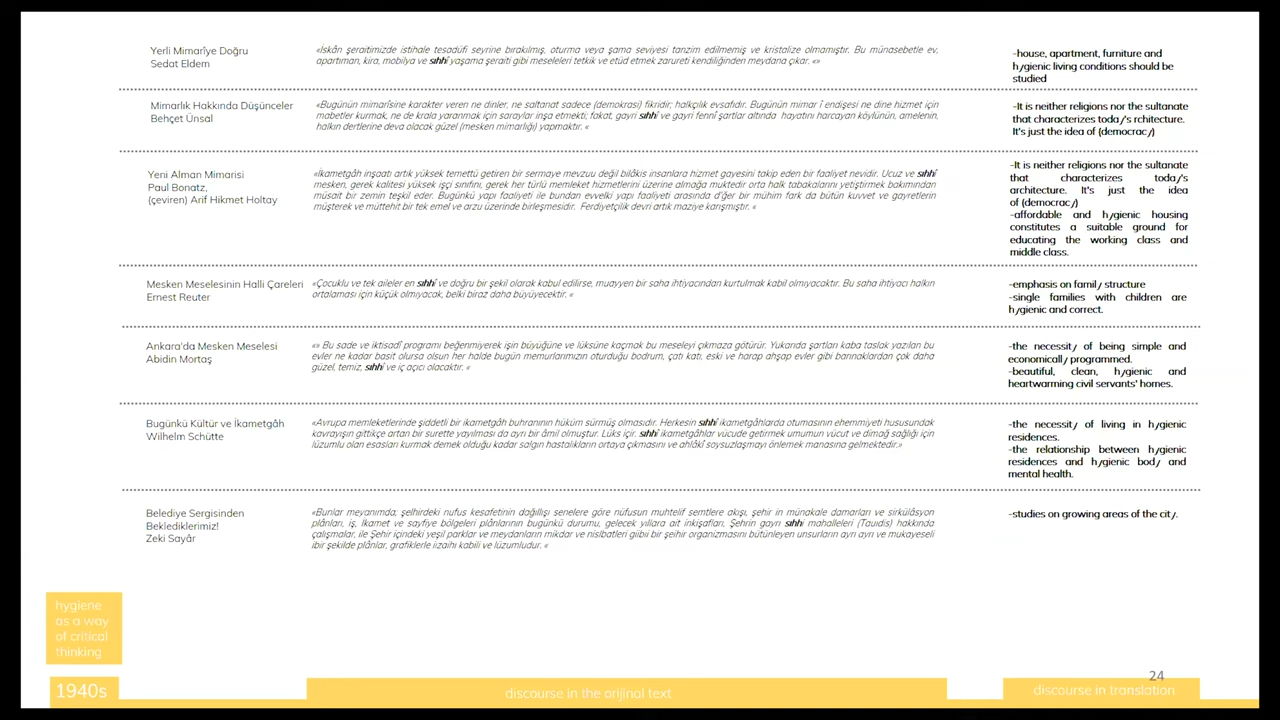 Yerli Mimarîye Doğru
Sedat Eldem
«İskân şeraitimizde istihale tesadüfi seyrine bırakılmış, oturma veya şama seviyesi tanzim edilmemiş ve kristalize olmamıştır. Bu münasebetle ev,
apartıman, kira, mobilya ve sıhhî yaşama şeraiti gibi meseleleri tetkik ve etüd etmek zarureti kendiliğinden meydana çıkar. «»
-house, apartment, furniture and
hygienic living conditions should be
studied
Mimarlık Hakkında Düşünceler
Behçet Ünsal
«Bugünün mimarîsine karakter veren ne dinler, ne saltanat sadece (demokrasi) fikridir; halkçılık evsafıdır. Bugünün mimar î endişesi ne dine hizmet için
mabetler kurmak, ne de krala yaranmak için saraylar inşa etmekti; fakat, gayri sıhhî ve gayri fennî şartlar altında hayatını harcayan köylünün, amelenin,
halkın dertlerine deva olacak güzel (mesken mimarlığı) yapmaktır. «
-It is neither religions nor the sultanate
that characterizes today's rchitecture.
It's just the idea of (democracy)
Yeni Alman Mimarisi
Paul Bonatz,
(çeviren) Arif Hikmet Holtay
«İkametgâh inşaatı artık yüksek temettü getiren bir sermaye mevzuu değil bilâkis insanlara hizmet gayesini takip eden bir faaliyet nevidir. Ucuz ve sıhhî
mesken, gerek kalitesi yüksek işçi sınıfını, gerek her türlü memleket hizmetlerini üzerine almağa muktedir orta halk tabakalarını yetiştirmek bakımından
müsait bir zemin teşkil eder. Bugünkü yapı faaliyeti ile bundan evvelki yapı faaliyeti arasında d'ğer bir mühim fark da bütün kuvvet ve gayretlerin
müşterek ve müttehit bir tek emel ve arzu üzerinde birleşmesidir. Ferdiyetçilik devri artık maziye karışmıştır. «
-It is neither religions nor the sultanate
that characterizes today's
architecture. It's just the idea
of (democracy)
-affordable and hygienic housing
constitutes a suitable ground for
educating the working class and
middle class.
Mesken Meselesinin Halli Çareleri
Ernest Reuter
«Çocuklu ve tek aileler en sıhhî ve doğru bir şekil olarak kabul edilirse, muayyen bir saha ihtiyacından kurtulmak kabil olmıyacaktır. Bu saha ihtiyacı halkın
ortalaması için küçük olmıyacak, belki biraz daha büyüyecektir. «
-emphasis on family structure
-single families with children are
hygienic and correct.
Ankara'da Mesken Meselesi
Abidin Mortaş
«» Bu sade ve iktisadî programı beğenmiyerek işin büyüğüne ve lüksüne kaçmak bu meseleyi çıkmaza götürür. Yukarıda şartları kaba taslak yazılan bu
evler ne kadar basit olursa olsun her halde bugün memurlarımızın oturduğu bodrum, çatı katı, eski ve harap ahşap evler gibi barınaklardan çok daha
güzel, temiz, sıhhî ve iç açıcı olacaktır. «
-the necessity of being simple and
economically programmed.
-beautiful, clean, hygienic and
heartwarming civil servants' homes.
Bugünkü Kültür ve İkametgâh
Wilhelm Schütte
«Avrupa memleketlerinde şiddetli bir ikametgâh buhranının hüküm sürmüş olmasıdır. Herkesin sıhhî ikametgâhlarda oturmasının ehemmiyeti hususundaki
kavrayışın gittikçe artan bir surette yayılması da ayrı bir âmil olmuştur. Lüks için. sıhhî ikametgâhlar vücude getirmek umumun vücut ve dimağ sağlığı için
lüzumlu olan esasları kurmak demek olduğu kadar salgın hastalıkların ortaya çıkmasını ve ahlâkî soysuzlaşmayı önlemek manasına gelmektedir.»
-the necessity of living in hygienic
residences.
-the relationship between hygienic
residences and hygienic body and
mental health.
Belediye Sergisinden
Beklediklerimiz!
Zeki Sayâr
«Bunlar meyanımda, şelhirdeki nufus kesafetinin dağıllışı senelere göre nüfusun muhtelif semtlere akışı, şehir in münakale damarları ve sirkülâsyon
plânları, iş, İkamet ve sayfiye bölgeleri plânlarının bugünkü durumu, gelecek yıllara ait inkişafları, Şehrin gayri sıhhi mahalleleri (Taudis) hakkında
çalışmalar, ile Şehir içindeki yeşil parklar ve meydanların mikdar ve nislbatleri gibii bir şeihir organizmasını bütünleyen unsurların ayrı ayrı ve mukayeseli
ibir şekilde plânlar, grafiklerle iızaihı kabili ve lüzumludur. «
-studies on growing areas of the city.
hygiene
as a way
of critical
thinking
24
1940s
discourse in the orijinal text
discourse in translation